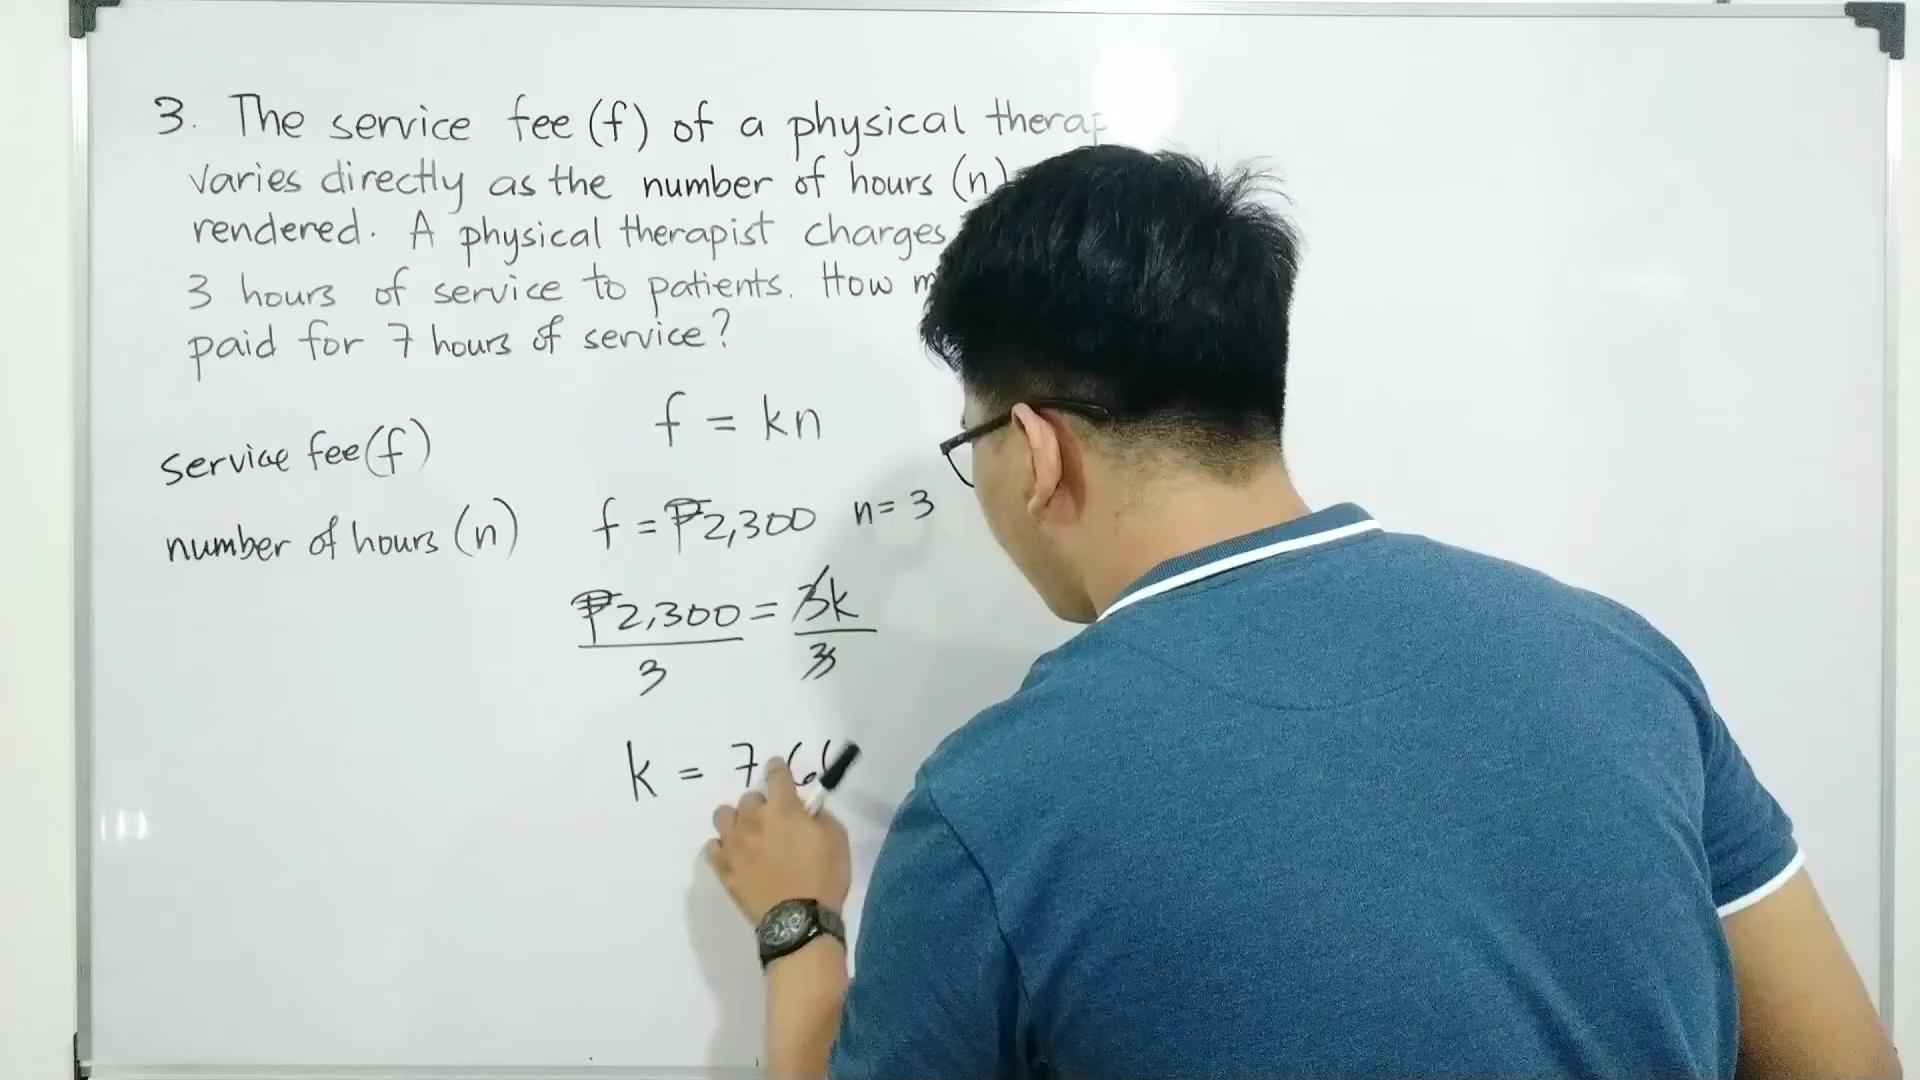 3. The service fee (f) of a physical
varies directly as the number of hours (n)
rendered. A physical therapist charges
3 hours of service to patients. How
paid for 7 hours of service?
f = kn
service fee (f)
number of hours (n) f = ₱2,300 n = 3
₱2,300 = 3k
3 3
k =